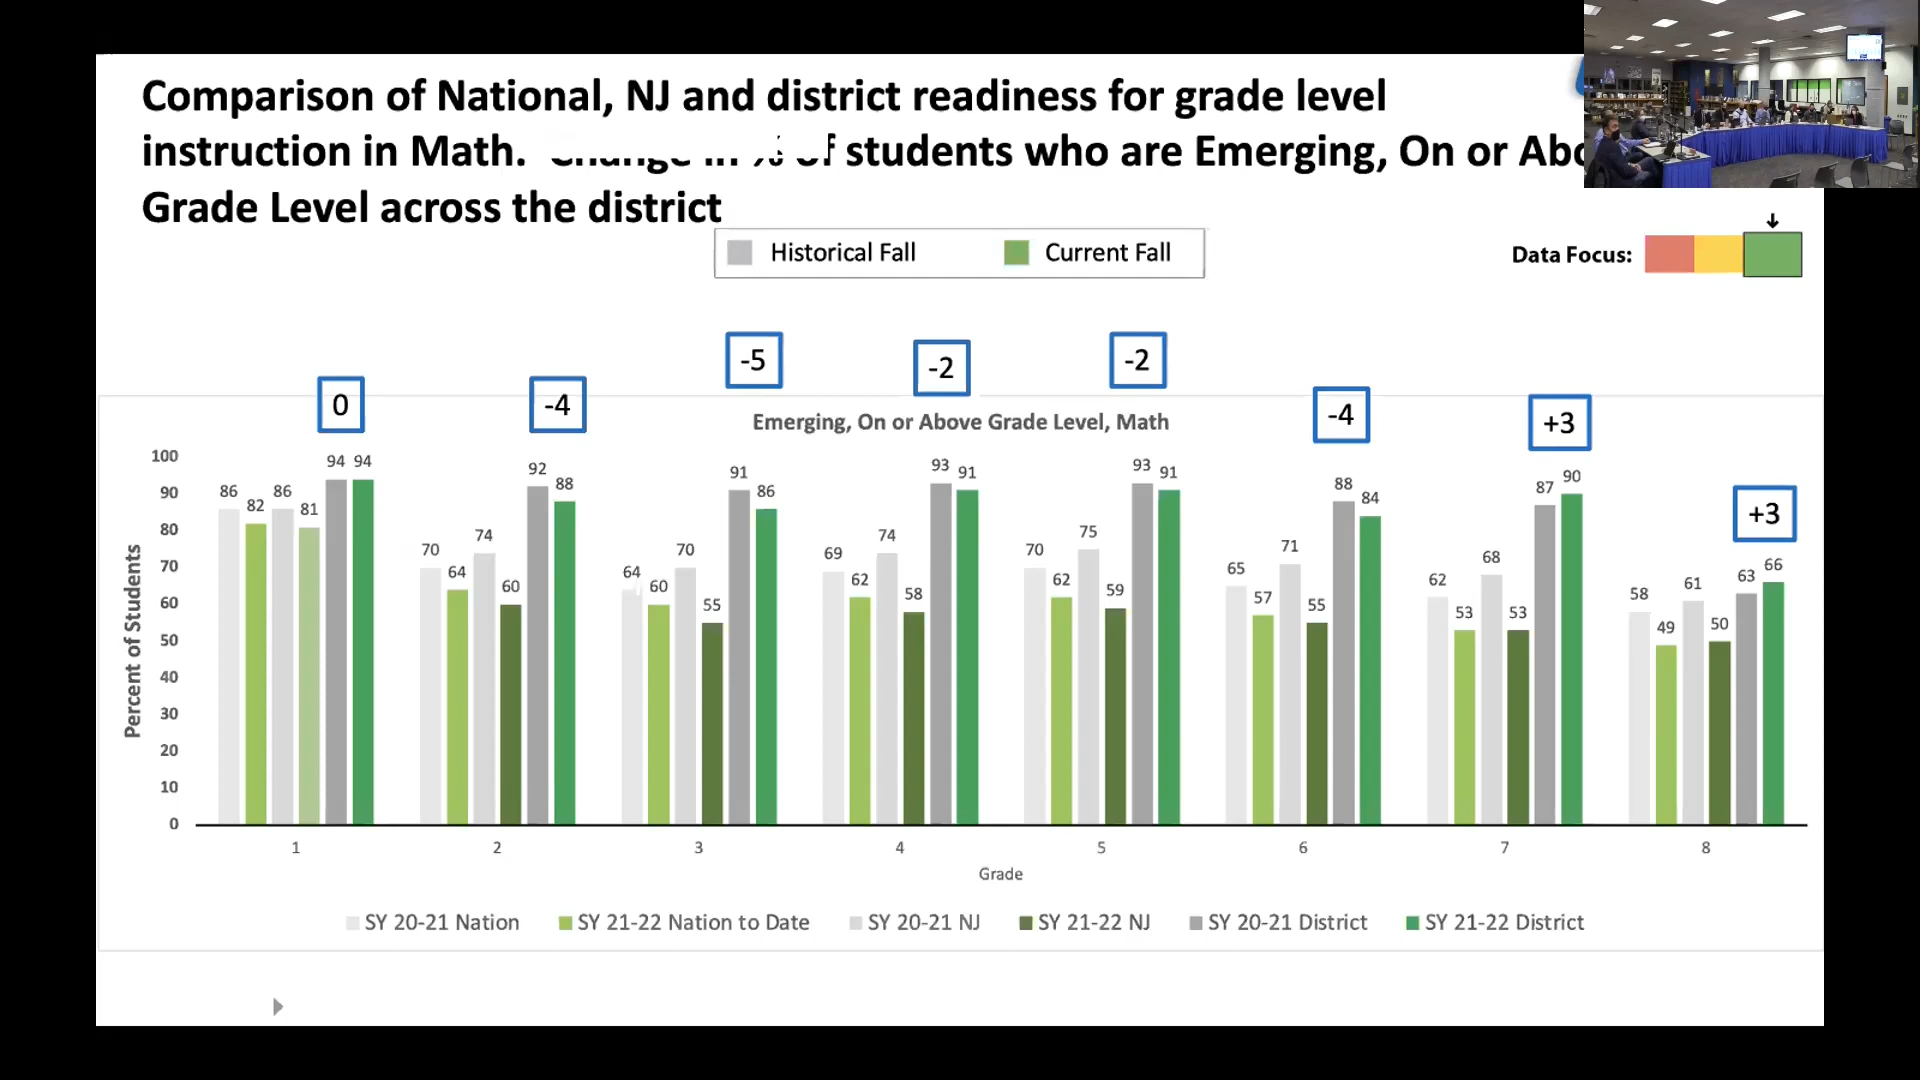 Comparison of National, NJ and district readiness for grade level
instruction in Math. Change in % of students who are Emerging, On or
Grade Level across the district
Historical Fall Current Fall
Data Focus:
0 -4 -5 -2 -2 -4 +3 +3
Emerging, On or Above Grade Level, Math
Percent of Students
100
90
80
70
60
50
40
30
20
10
0
86 82 86 81 94 94
70 64 74 60 92 88
64 60 70 55 91 86
69 62 74 58 93 91
70 62 75 59 93 91
65 57 71 55 88 84
62 53 68 53 87 90
58 49 61 50 63 66
1 2 3 4 5 6 7 8
Grade
SY 20-21 Nation SY 21-22 Nation to Date SY 20-21 NJ SY 21-22 NJ SY 20-21 District SY 21-22 District